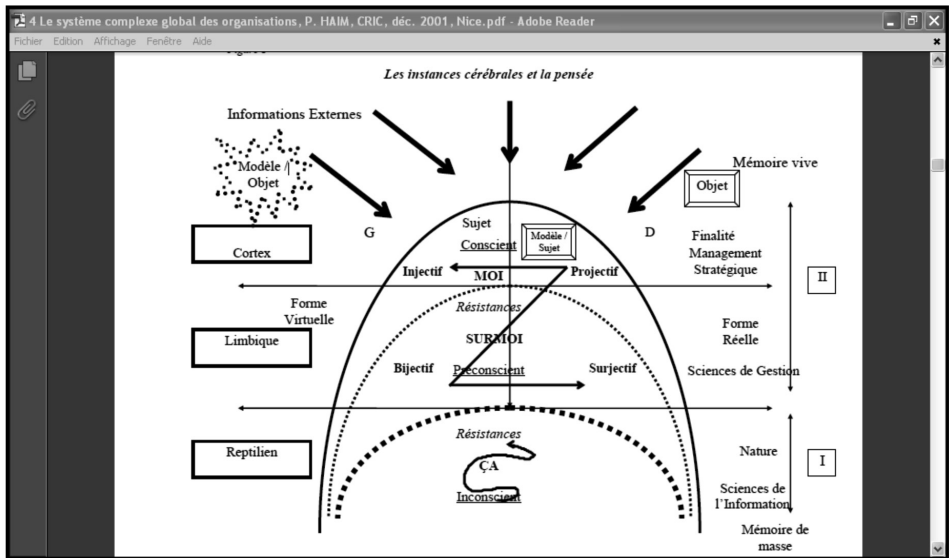 4 Le système complexe global des organisations, P. HAIM, CRIC, déc. 2001, Nice.pdf - Adobe Reader
Fichier Edition Affichage Fenêtre Aide
Les instances cérébrales et la pensée
Informations Externes
Modèle /
Objet
Mémoire vive
Objet
G
Sujet
Conscient
Modèle /
Sujet
D
Cortex
Finalité
Management
Stratégique
Injectif
MOI
Projectif
II
Forme
Virtuelle
Résistances
Limbique
SURMOI
Forme
Réelle
Bijectif
Préconscient
Surjectif
Sciences de Gestion
Résistances
Reptilien
ÇA
Nature
I
Inconscient
Sciences de
l'Information
Mémoire de
masse